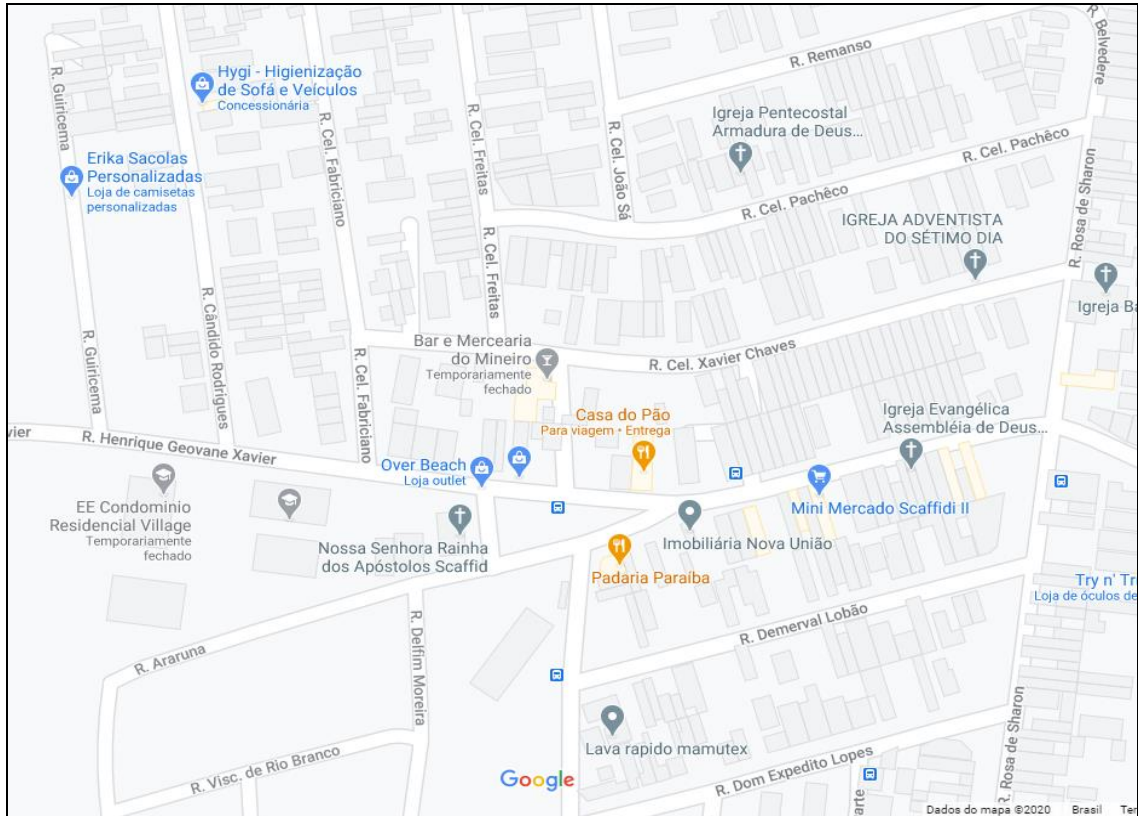 R. Belvedere
R. Remanso
R. Guiricema
Hygi - Higienização
de Sofá e Veículos
Concessionária
R. Cel. Fabriciano
R. Cel. Freitas
R. Cel. João Sá
Igreja Pentecostal
Armadura de Deus...
R. Cel. Pachêco
Erika Sacolas
Personalizadas
Loja de camisetas
personalizadas
R. Cel. Pachêco
R. Rosa de Sharon
IGREJA ADVENTISTA
DO SÉTIMO DIA
R. Cel. Freitas
Igreja Ba
R. Cândido Rodrigues
R. Guiricema
Bar e Mercearia
do Mineiro
Temporariamente
fechado
R. Cel. Xavier Chaves
R. Cel. Fabriciano
Casa do Pão
Para viagem • Entrega
Igreja Evangélica
Assembléia de Deus...
vier
R. Henrique Geovane Xavier
Over Beach
Loja outlet
EE Condominio
Residencial Village
Temporariamente
fechado
Mini Mercado Scaffidi II
Nossa Senhora Rainha
dos Apóstolos Scaffid
Imobiliária Nova União
Padaria Paraíba
Try n' Tr
Loja de óculos de
R. Demerval Lobão
R. Araruna
R. Delfim Moreira
R. Rosa de Sharon
Lava rapido mamutex
R. Visc. de Rio Branco
R. Dom Expedito Lopes
Google
arte
Dados do mapa ©2020
Brasil
Ter